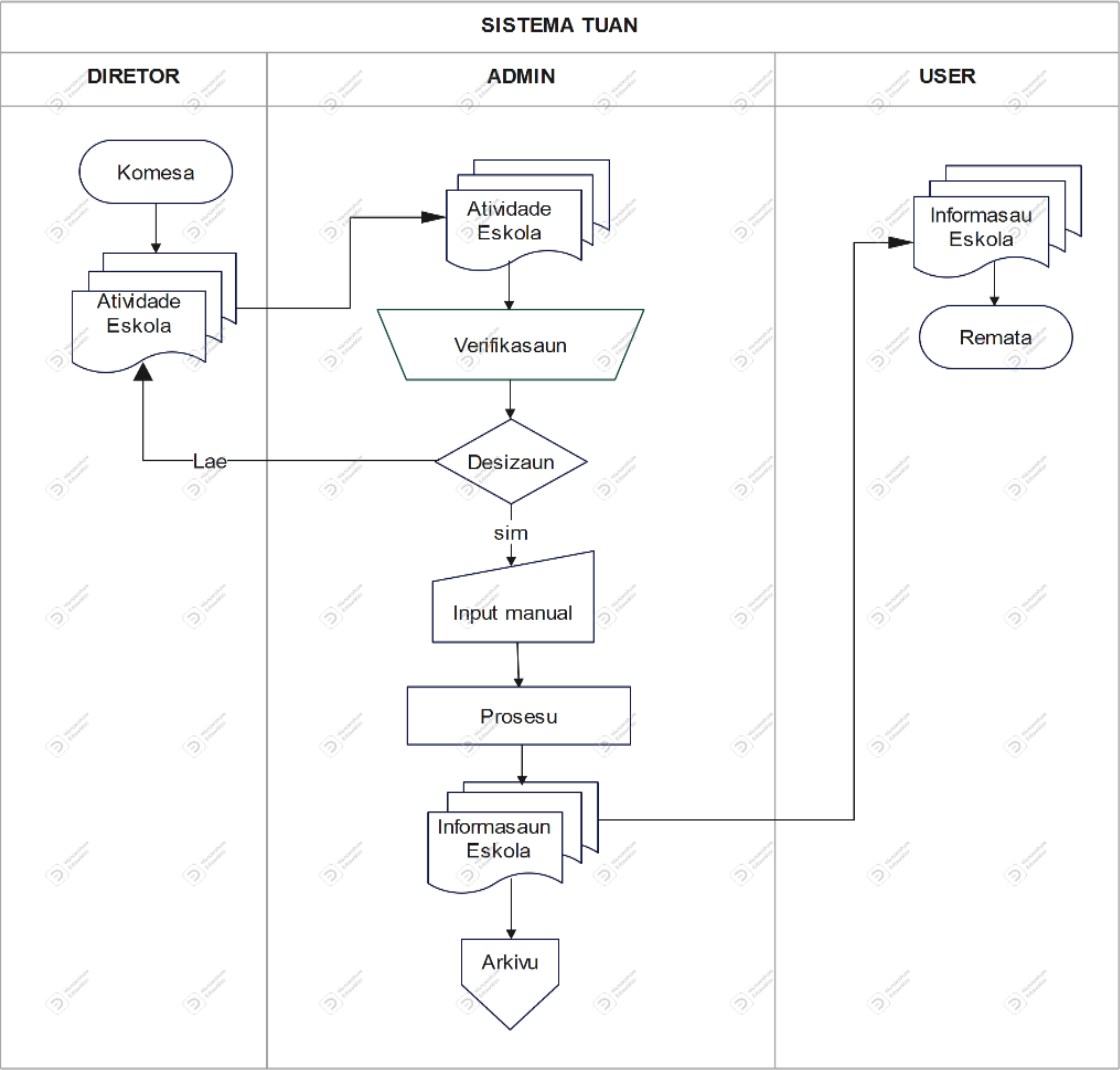 SISTEMA TUAN
DIRETOR
ADMIN
USER
Komesa
Atividade
Eskola
Atividade
Eskola
Verifikasaun
Desizaun
Lae
sim
Input manual
Prosesu
Informasaun
Eskola
Arkivu
Informasau
Eskola
Remata